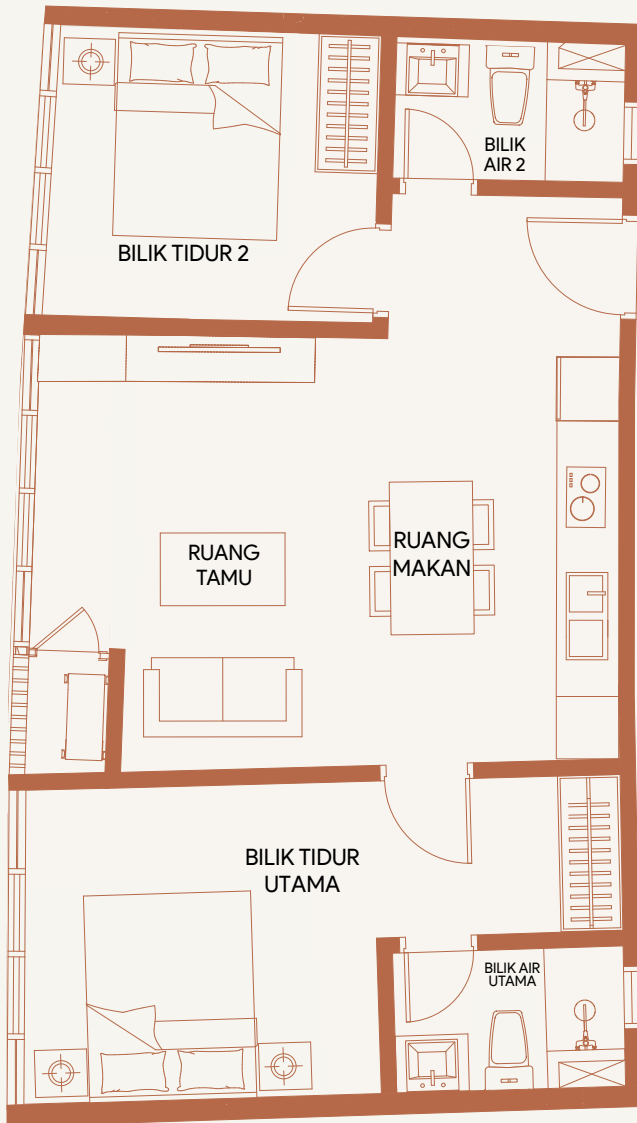 BILIK
AIR 2
BILIK TIDUR 2
RUANG
TAMU
RUANG
MAKAN
BILIK TIDUR
UTAMA
BILIK AIR
UTAMA